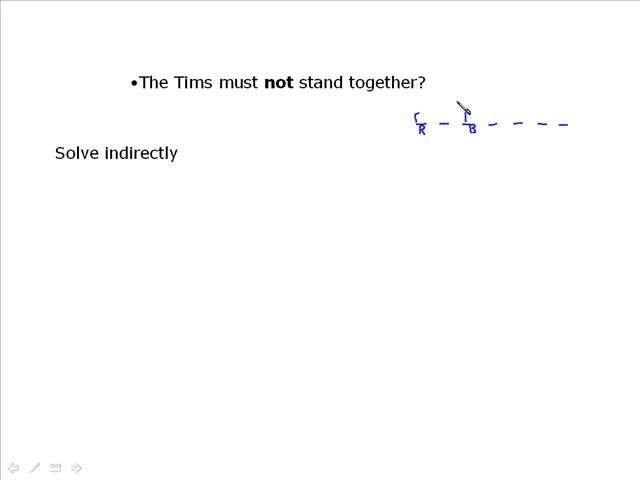 •The Tims must not stand together?
R B
Solve indirectly